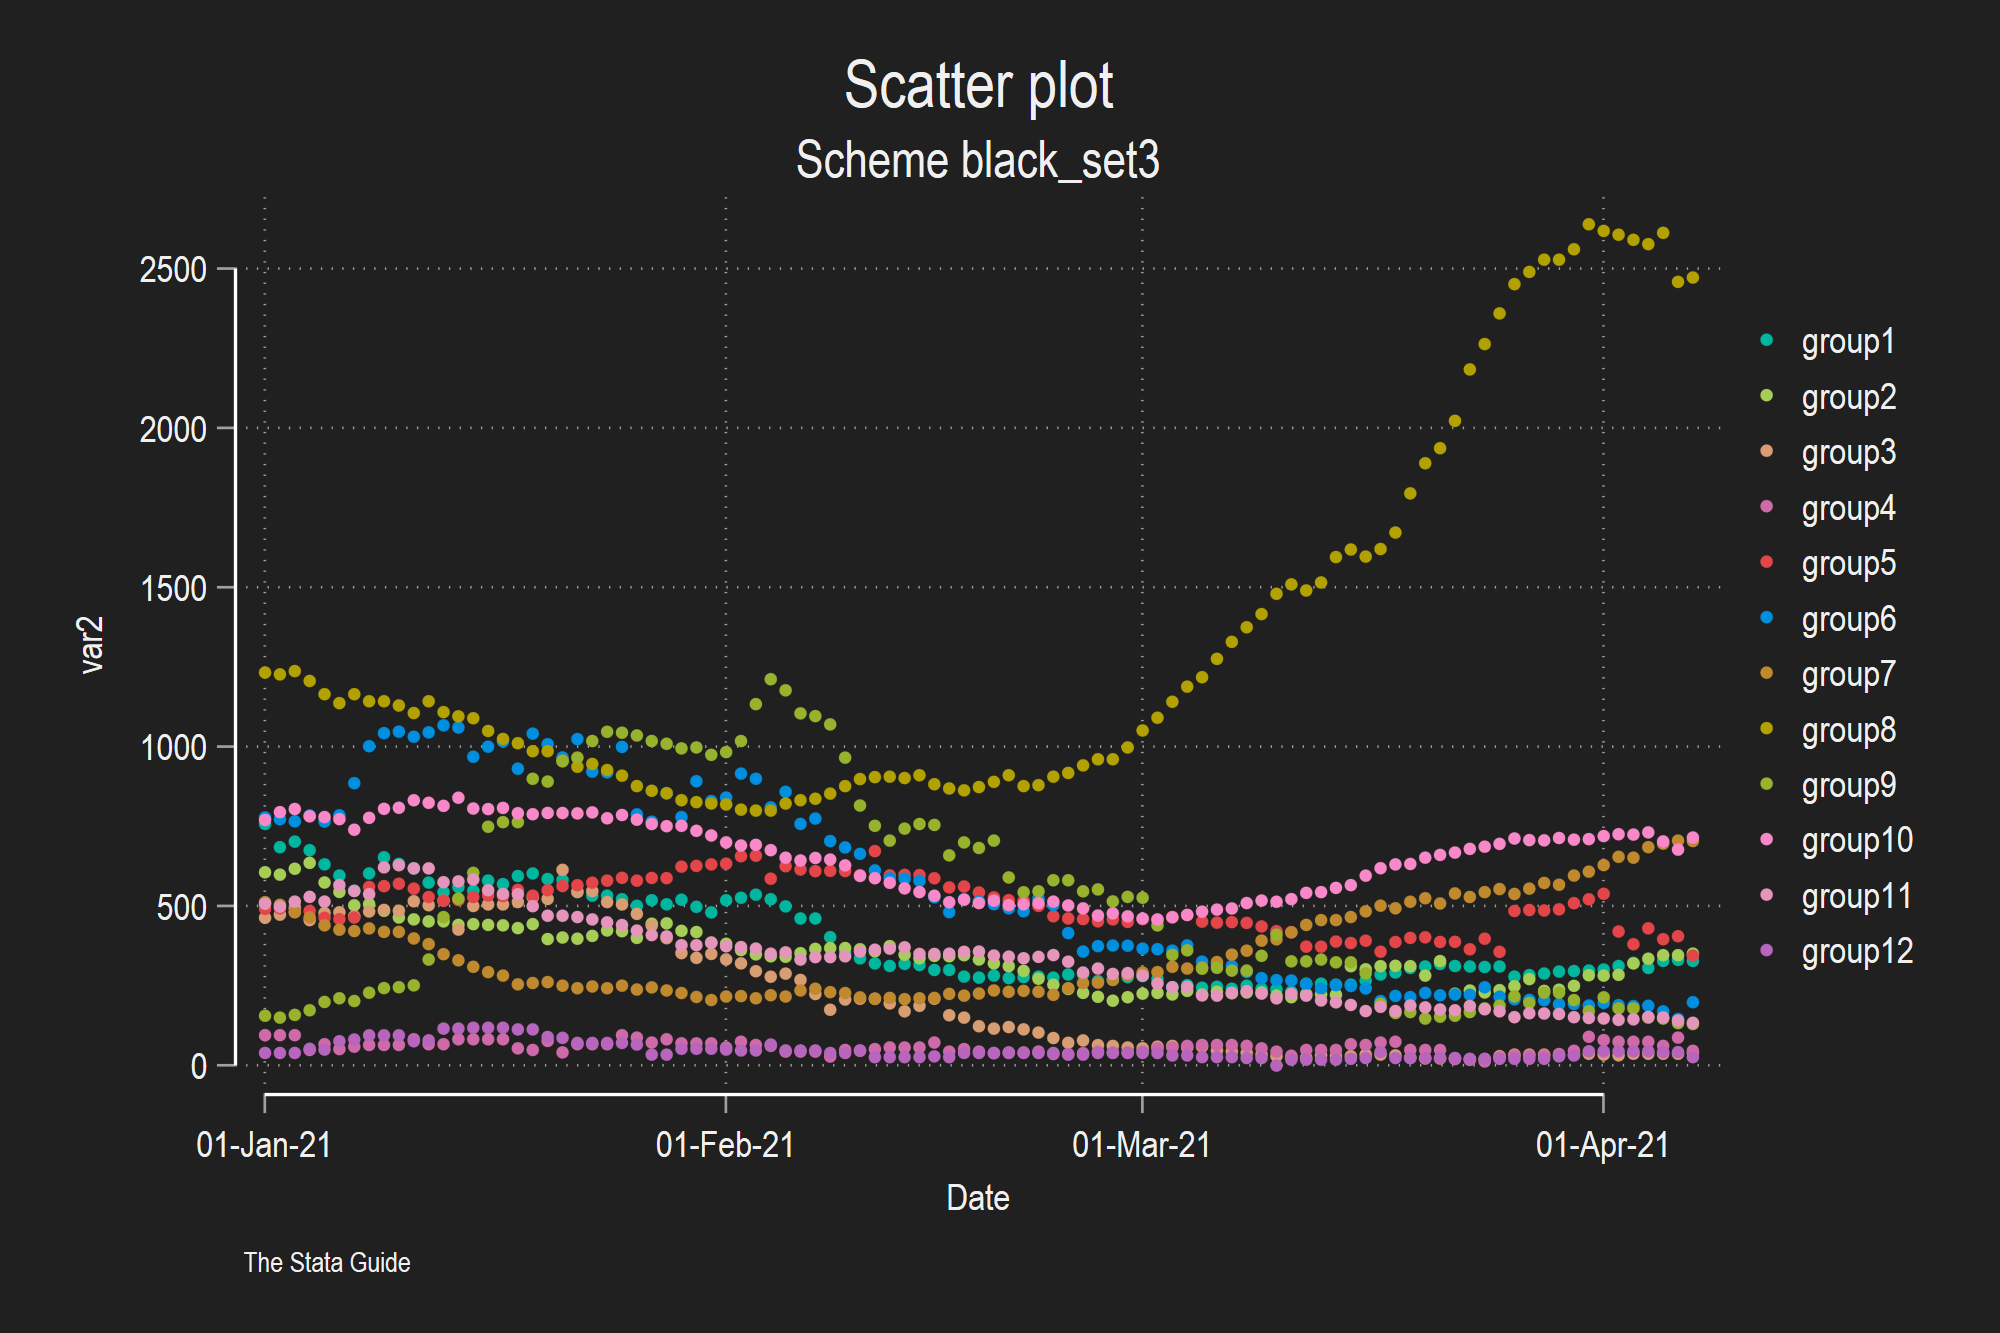 Scatter plot
Scheme black_set3
2500
2000
1500
1000
500
0
var2
01-Jan-21
01-Feb-21
01-Mar-21
01-Apr-21
Date
group1
group2
group3
group4
group5
group6
group7
group8
group9
group10
group11
group12
The Stata Guide